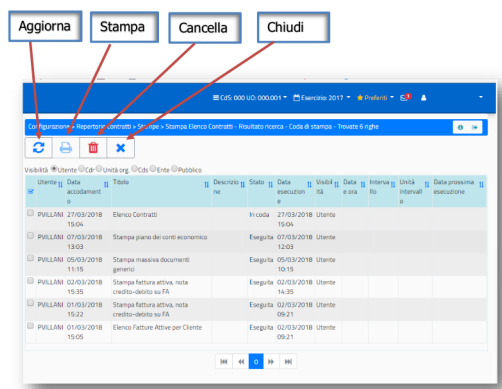 Aggiorna Stampa Cancella Chiudi
CdS: 000 UO: 000.001 Esercizio: 2017 Preferiti
Configurazione > Repertorio contratti > Stampe > Stampa Elenco Contratti - Risultato ricerca - Coda di stampa - Trovate 6 righe
Visibilità Utente Cdr Unità org. Cds Ente Pubblico
Utente Data accodamento Titolo Descrizione Stato Data esecuzione Visibilità Data e ora Intervallo Unità intervallo Data prossima esecuzione
PVILLANI 27/03/2018 15:04 Elenco Contratti In coda 27/03/2018 15:04 Utente
PVILLANI 07/03/2018 13:03 Stampa piano dei conti economico Eseguita 07/03/2018 12:03 Utente
PVILLANI 05/03/2018 11:15 Stampa massiva documenti generici Eseguita 05/03/2018 10:15 Utente
PVILLANI 02/03/2018 15:35 Stampa fattura attiva, nota credito-debito su FA Eseguita 02/03/2018 14:35 Utente
PVILLANI 01/03/2018 15:22 Stampa fattura attiva, nota credito-debito su FA Eseguita 02/03/2018 09:21 Utente
PVILLANI 01/03/2018 15:05 Elenco Fatture Attive per Cliente Eseguita 02/03/2018 09:21 Utente
0